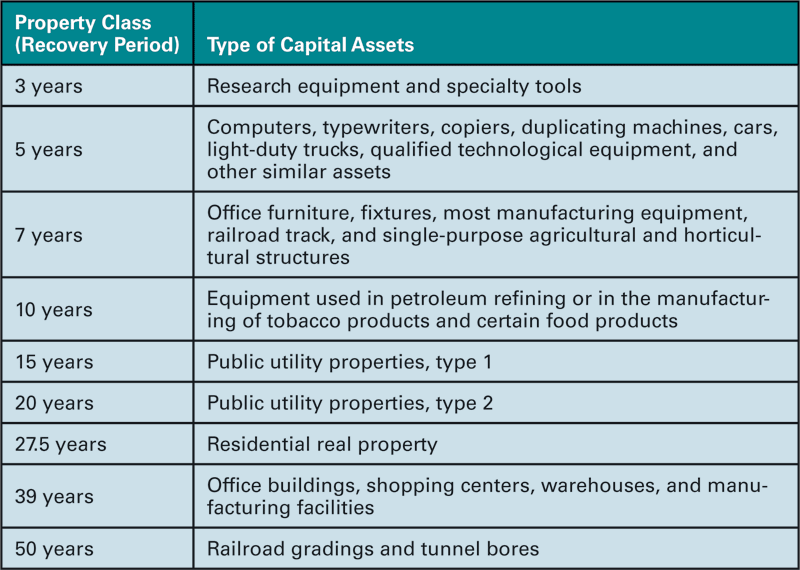 Property Class
(Recovery Period)
Type of Capital Assets
3 years
Research equipment and specialty tools
5 years
Computers, typewriters, copiers, duplicating machines, cars,
light-duty trucks, qualified technological equipment, and
other similar assets
7 years
Office furniture, fixtures, most manufacturing equipment,
railroad track, and single-purpose agricultural and horticul-
tural structures
10 years
Equipment used in petroleum refining or in the manufactur-
ing of tobacco products and certain food products
15 years
Public utility properties, type 1
20 years
Public utility properties, type 2
27.5 years
Residential real property
39 years
Office buildings, shopping centers, warehouses, and manu-
facturing facilities
50 years
Railroad gradings and tunnel bores